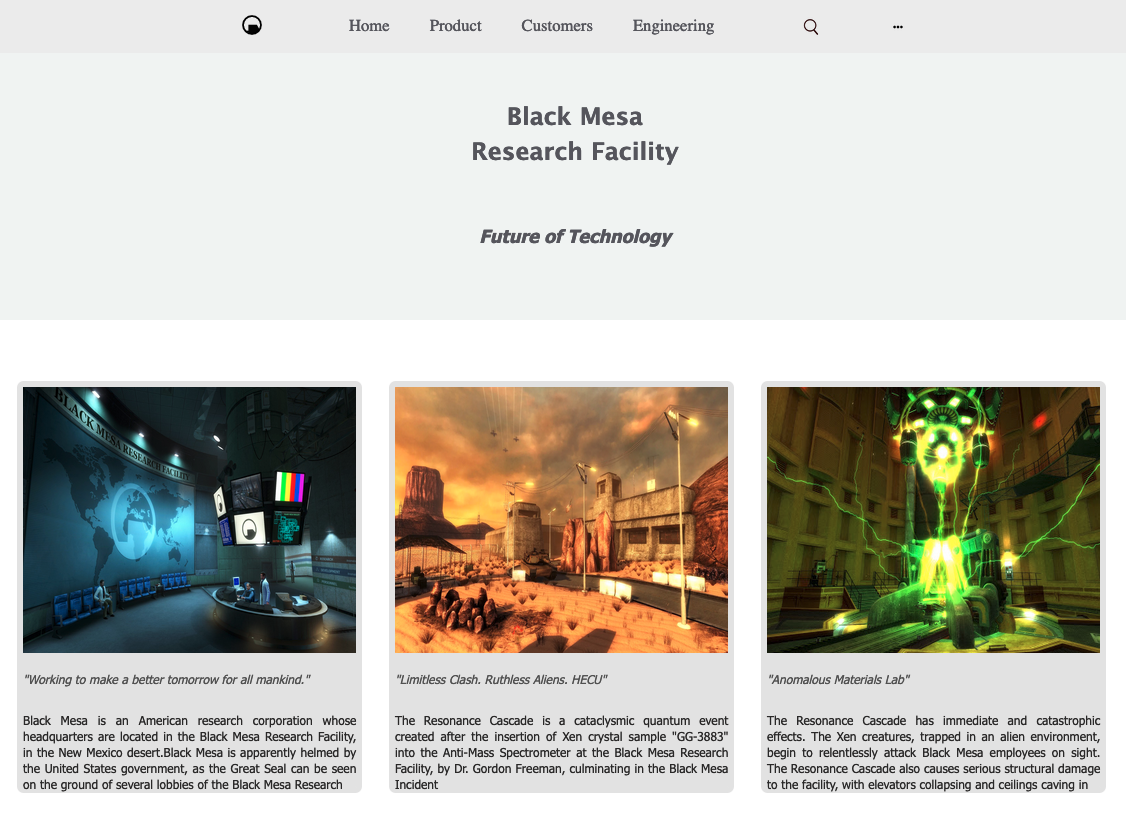 Home Product Customers Engineering
Black Mesa
Research Facility
Future of Technology
BLACK MESA RESEARCH FACILITY
"Working to make a better tomorrow for all mankind."
Black Mesa is an American research corporation whose
headquarters are located in the Black Mesa Research Facility,
in the New Mexico desert.Black Mesa is apparently helmed by
the United States government, as the Great Seal can be seen
on the ground of several lobbies of the Black Mesa Research
"Limitless Clash. Ruthless Aliens. HECU"
The Resonance Cascade is a cataclysmic quantum event
created after the insertion of Xen crystal sample "GG-3883"
into the Anti-Mass Spectrometer at the Black Mesa Research
Facility, by Dr. Gordon Freeman, culminating in the Black Mesa
Incident
"Anomalous Materials Lab"
The Resonance Cascade has immediate and catastrophic
effects. The Xen creatures, trapped in an alien environment,
begin to relentlessly attack Black Mesa employees on sight.
The Resonance Cascade also causes serious structural damage
to the facility, with elevators collapsing and ceilings caving in